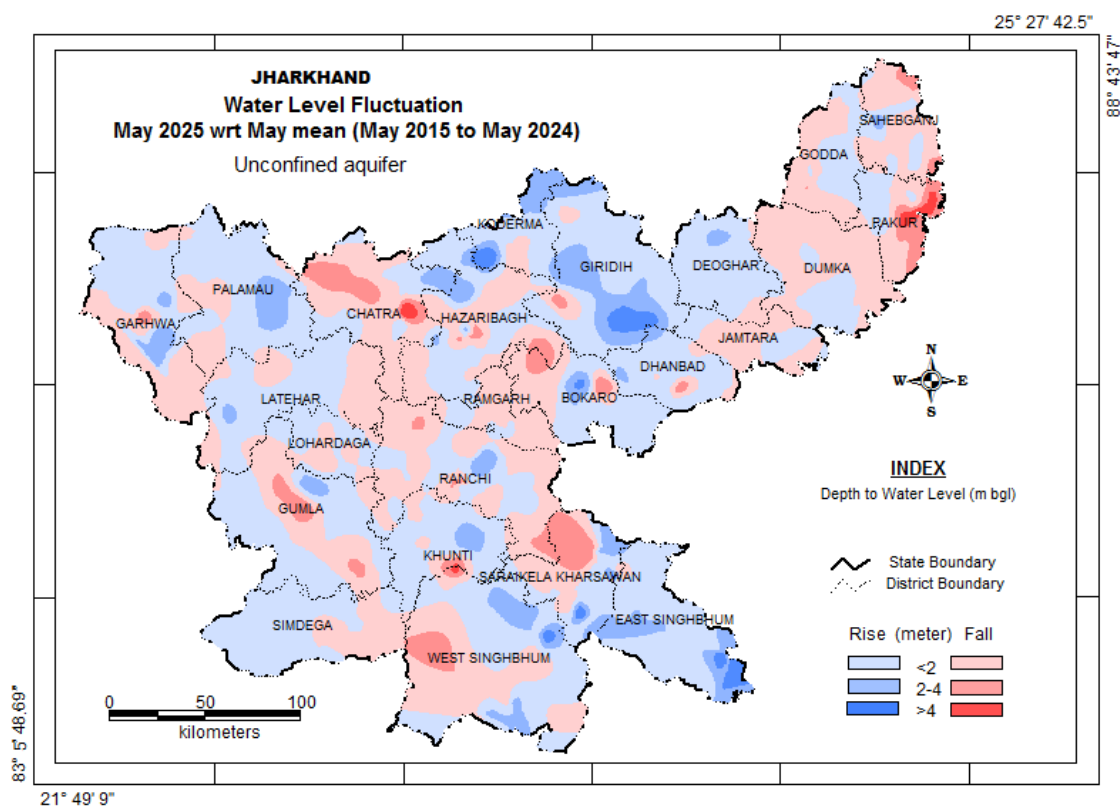 25° 27' 42.5"
88° 43' 47"
JHARKHAND
Water Level Fluctuation
May 2025 wrt May mean (May 2015 to May 2024)
Unconfined aquifer
SAHEBGANJ
GODDA
PAKUR
KODERMA
GIRIDIH
DEOGHAR
DUMKA
PALAMAU
GARHWA
CHATRA
HAZARIBAGH
JAMTARA
DHANBAD
LATEHAR
RAMGARH
BOKARO
LOHARDAGA
RANCHI
GUMLA
KHUNTI
SARAIKELA KHARSAWAN
SIMDEGA
EAST SINGHBHUM
WEST SINGHBHUM
N
W
E
S
INDEX
Depth to Water Level (m bgl)
State Boundary
District Boundary
Rise (meter) Fall
<2
2-4
>4
0 50 100
kilometers
83° 5' 48.69"
21° 49' 9"